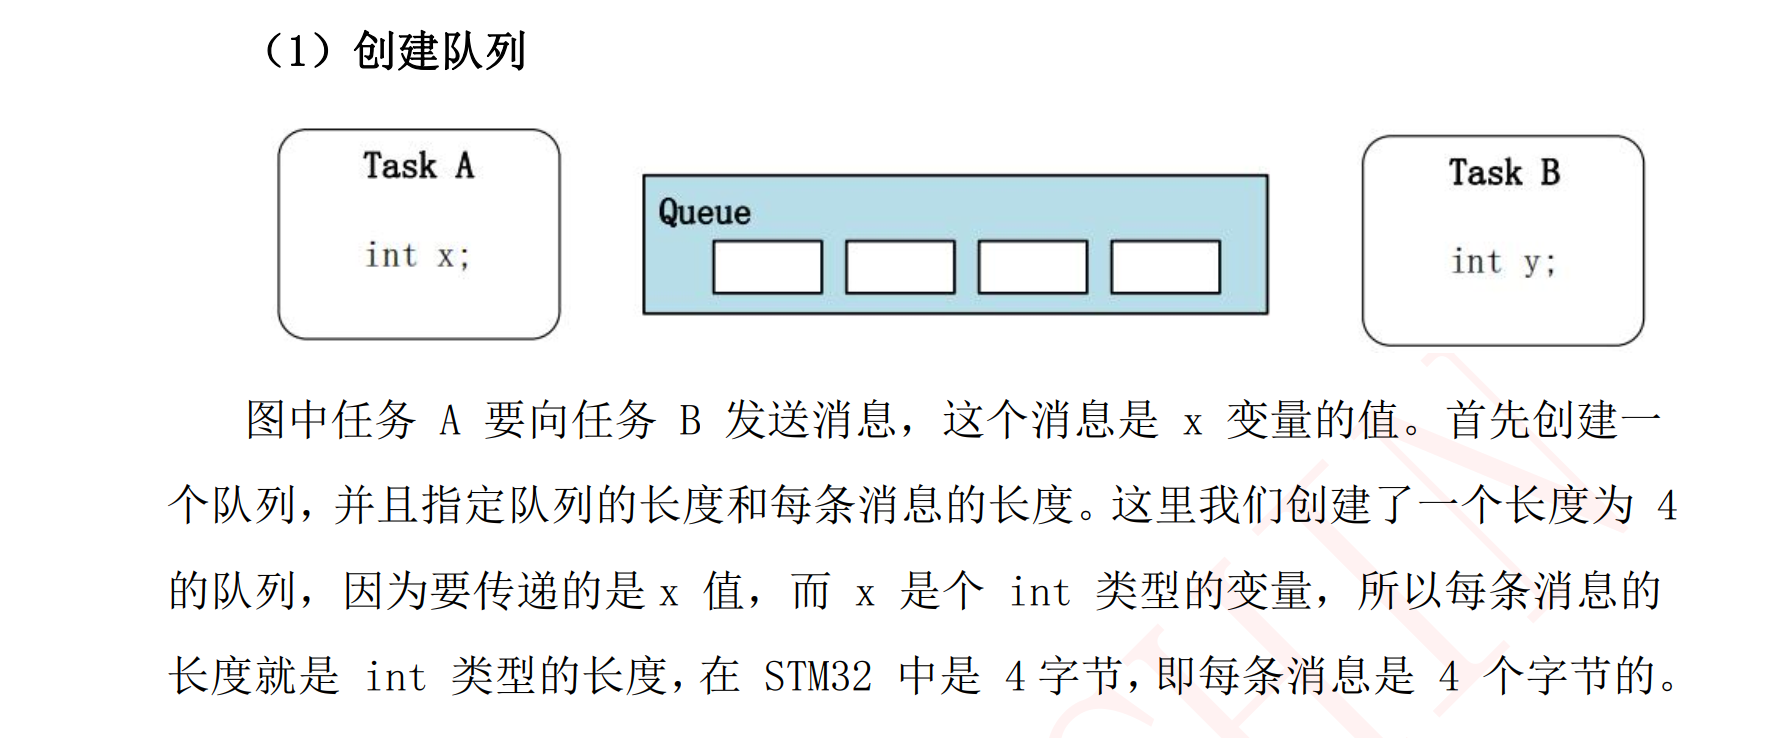 （1）创建队列
Task A
int x;
Queue
Task B
int y;
图中任务 A 要向任务 B 发送消息，这个消息是 x 变量的值。首先创建一
个队列，并且指定队列的长度和每条消息的长度。这里我们创建了一个长度为 4
的队列，因为要传递的是x 值，而 x 是个 int 类型的变量，所以每条消息的
长度就是 int 类型的长度，在 STM32 中是 4字节，即每条消息是 4 个字节的。